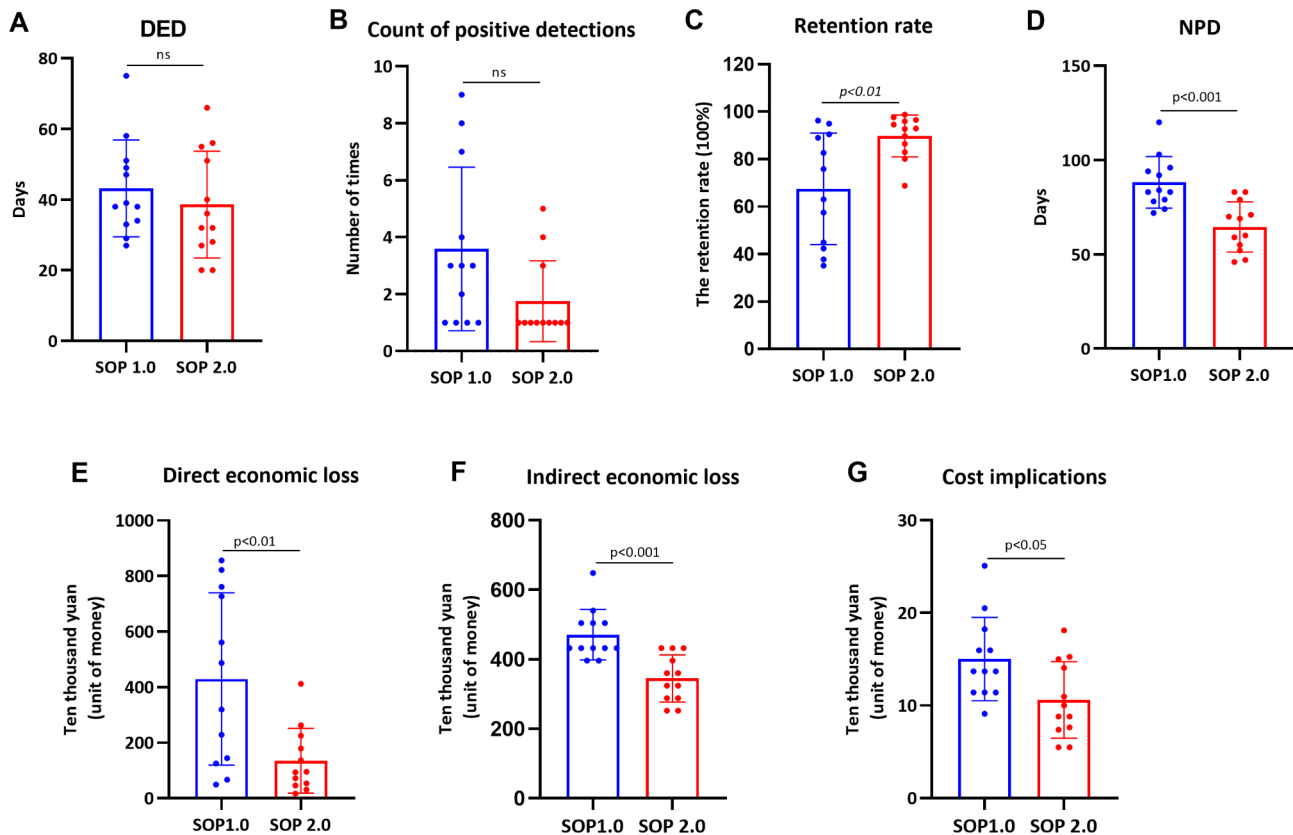 A
DED
Days
80
60
40
20
0
ns
SOP 1.0
SOP 2.0
B
Count of positive detections
Number of times
10
8
6
4
2
0
ns
SOP 1.0
SOP 2.0
C
Retention rate
The retention rate (100%)
120
100
80
60
40
20
0
p<0.01
SOP 1.0
SOP 2.0
D
NPD
Days
150
100
50
0
p<0.001
SOP1.0
SOP 2.0
E
Direct economic loss
Ten thousand yuan
(unit of money)
1000
800
600
400
200
0
p<0.01
SOP1.0
SOP 2.0
F
Indirect economic loss
Ten thousand yuan
(unit of money)
800
600
400
200
0
p<0.001
SOP1.0
SOP 2.0
G
Cost implications
Ten thousand yuan
(unit of money)
30
20
10
0
p<0.05
SOP1.0
SOP 2.0